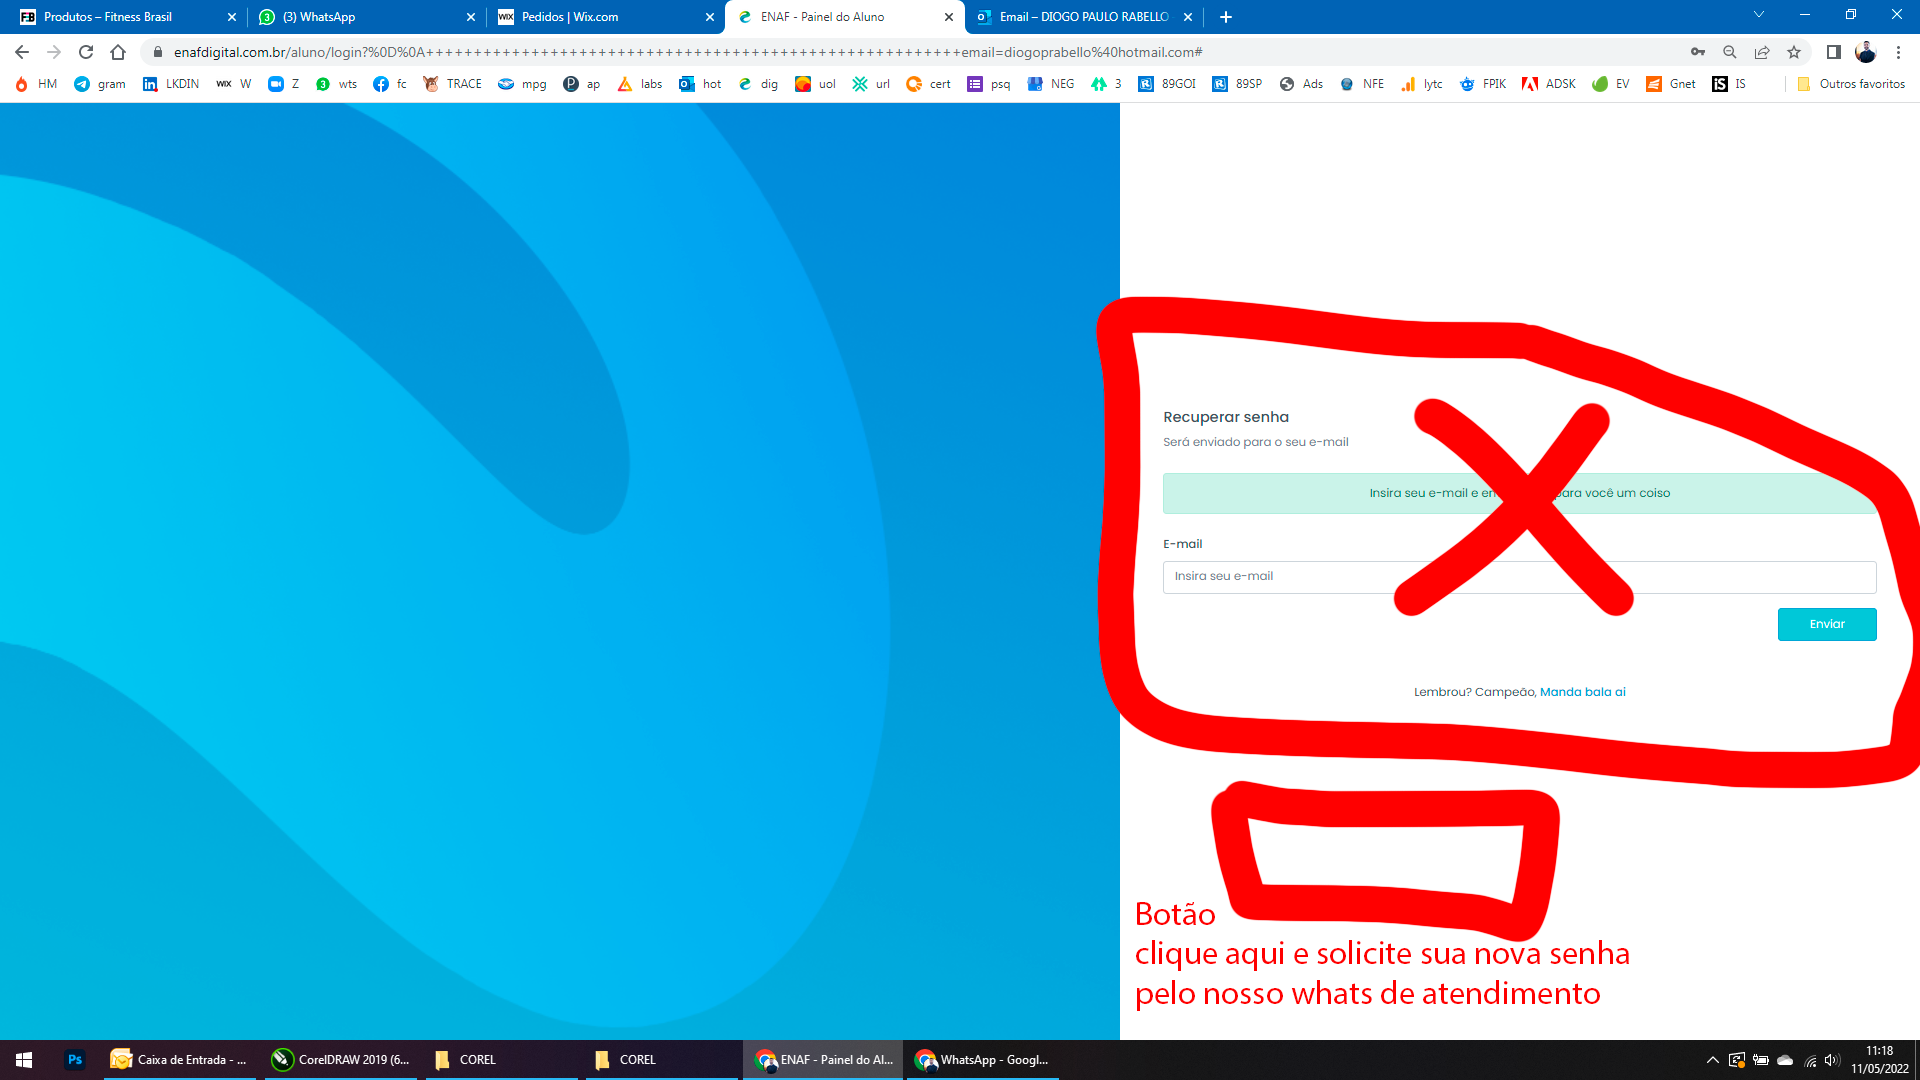 Produtos – Fitness Brasil
(3) WhatsApp
Pedidos | Wix.com
ENAF - Painel do Aluno
Email – DIOGO PAULO RABELLO
enafdigital.com.br/aluno/login?%0D%0A++++++++++++++++++++++++++++++++++++++++++++++++++++email=diogoprabello%40hotmail.com#
HM
gram
LKDIN
WIX W
Z
3 wts
fc
TRACE
mpg
ap
labs
hot
dig
uol
url
cert
psq
NEG
3
89GOI
89SP
Ads
NFE
lytc
FPIK
ADSK
EV
Gnet
iS IS
Outros favoritos
Recuperar senha
Será enviado para o seu e-mail
Insira seu e-mail e en para você um coiso
E-mail
Insira seu e-mail
Enviar
Lembrou? Campeão, Manda bala ai
Botão
clique aqui e solicite sua nova senha
pelo nosso whats de atendimento
Ps
Caixa de Entrada - ...
CorelDRAW 2019 (6...
COREL
COREL
ENAF - Painel do Al...
WhatsApp - Googl...
11:18
11/05/2022